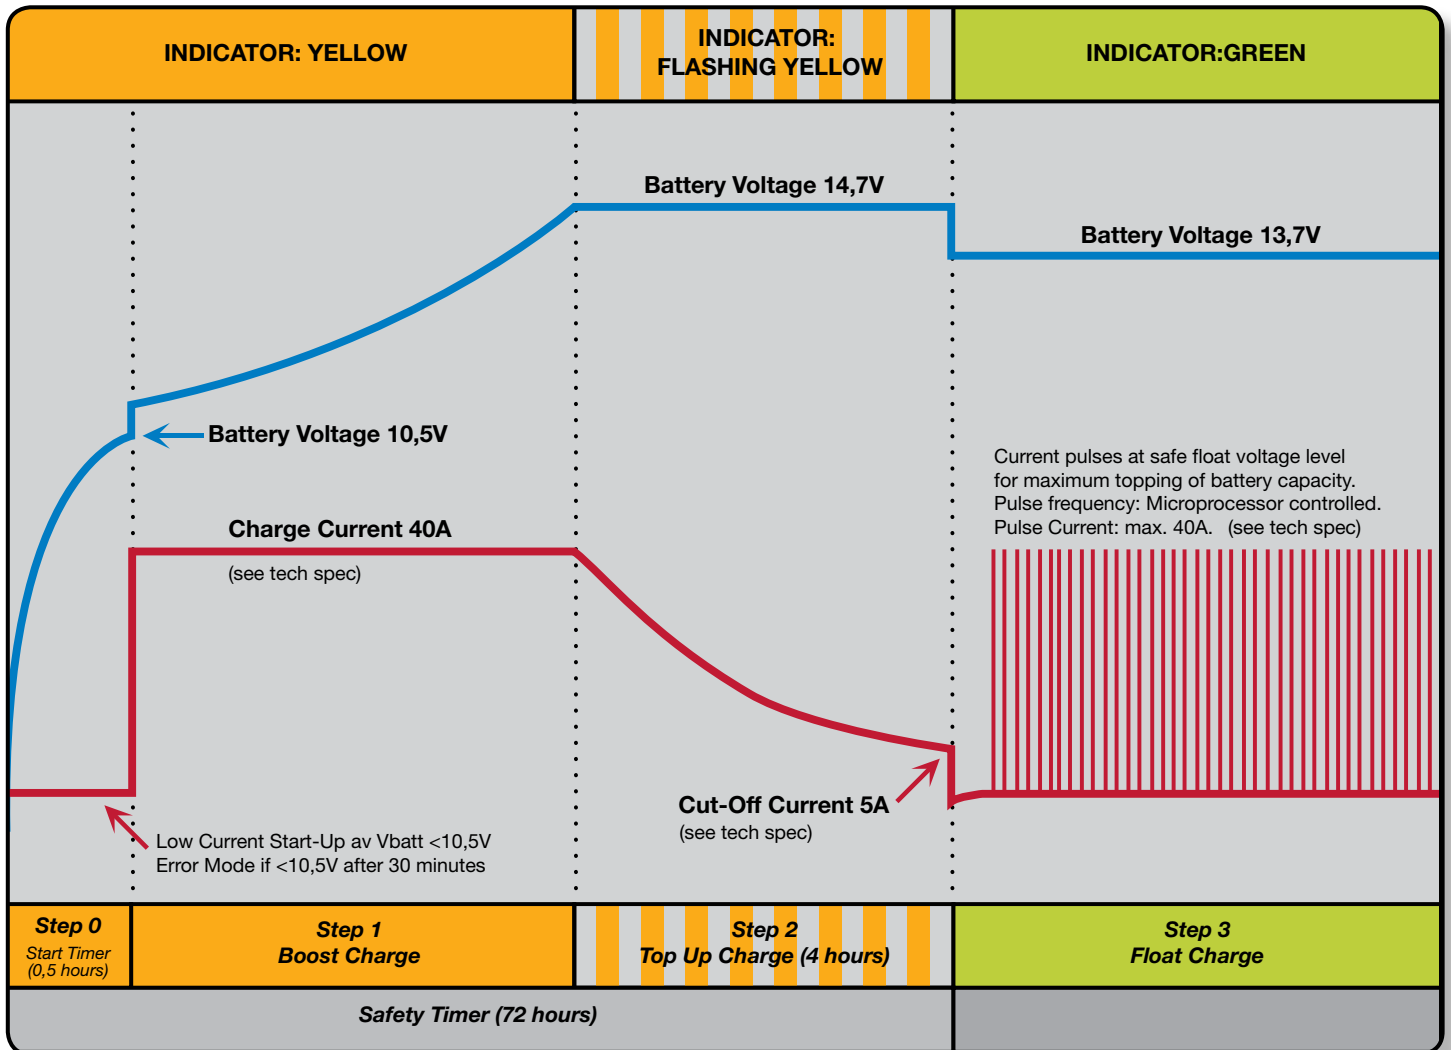 INDICATOR: YELLOW
INDICATOR:
FLASHING YELLOW
INDICATOR:GREEN
Battery Voltage 14,7V
Battery Voltage 13,7V
Battery Voltage 10,5V
Current pulses at safe float voltage level
for maximum topping of battery capacity.
Pulse frequency: Microprocessor controlled.
Pulse Current: max. 40A. (see tech spec)
Charge Current 40A
(see tech spec)
Cut-Off Current 5A
(see tech spec)
Low Current Start-Up av Vbatt <10,5V
Error Mode if <10,5V after 30 minutes
Step 0
Start Timer
(0,5 hours)
Step 1
Boost Charge
Step 2
Top Up Charge (4 hours)
Step 3
Float Charge
Safety Timer (72 hours)